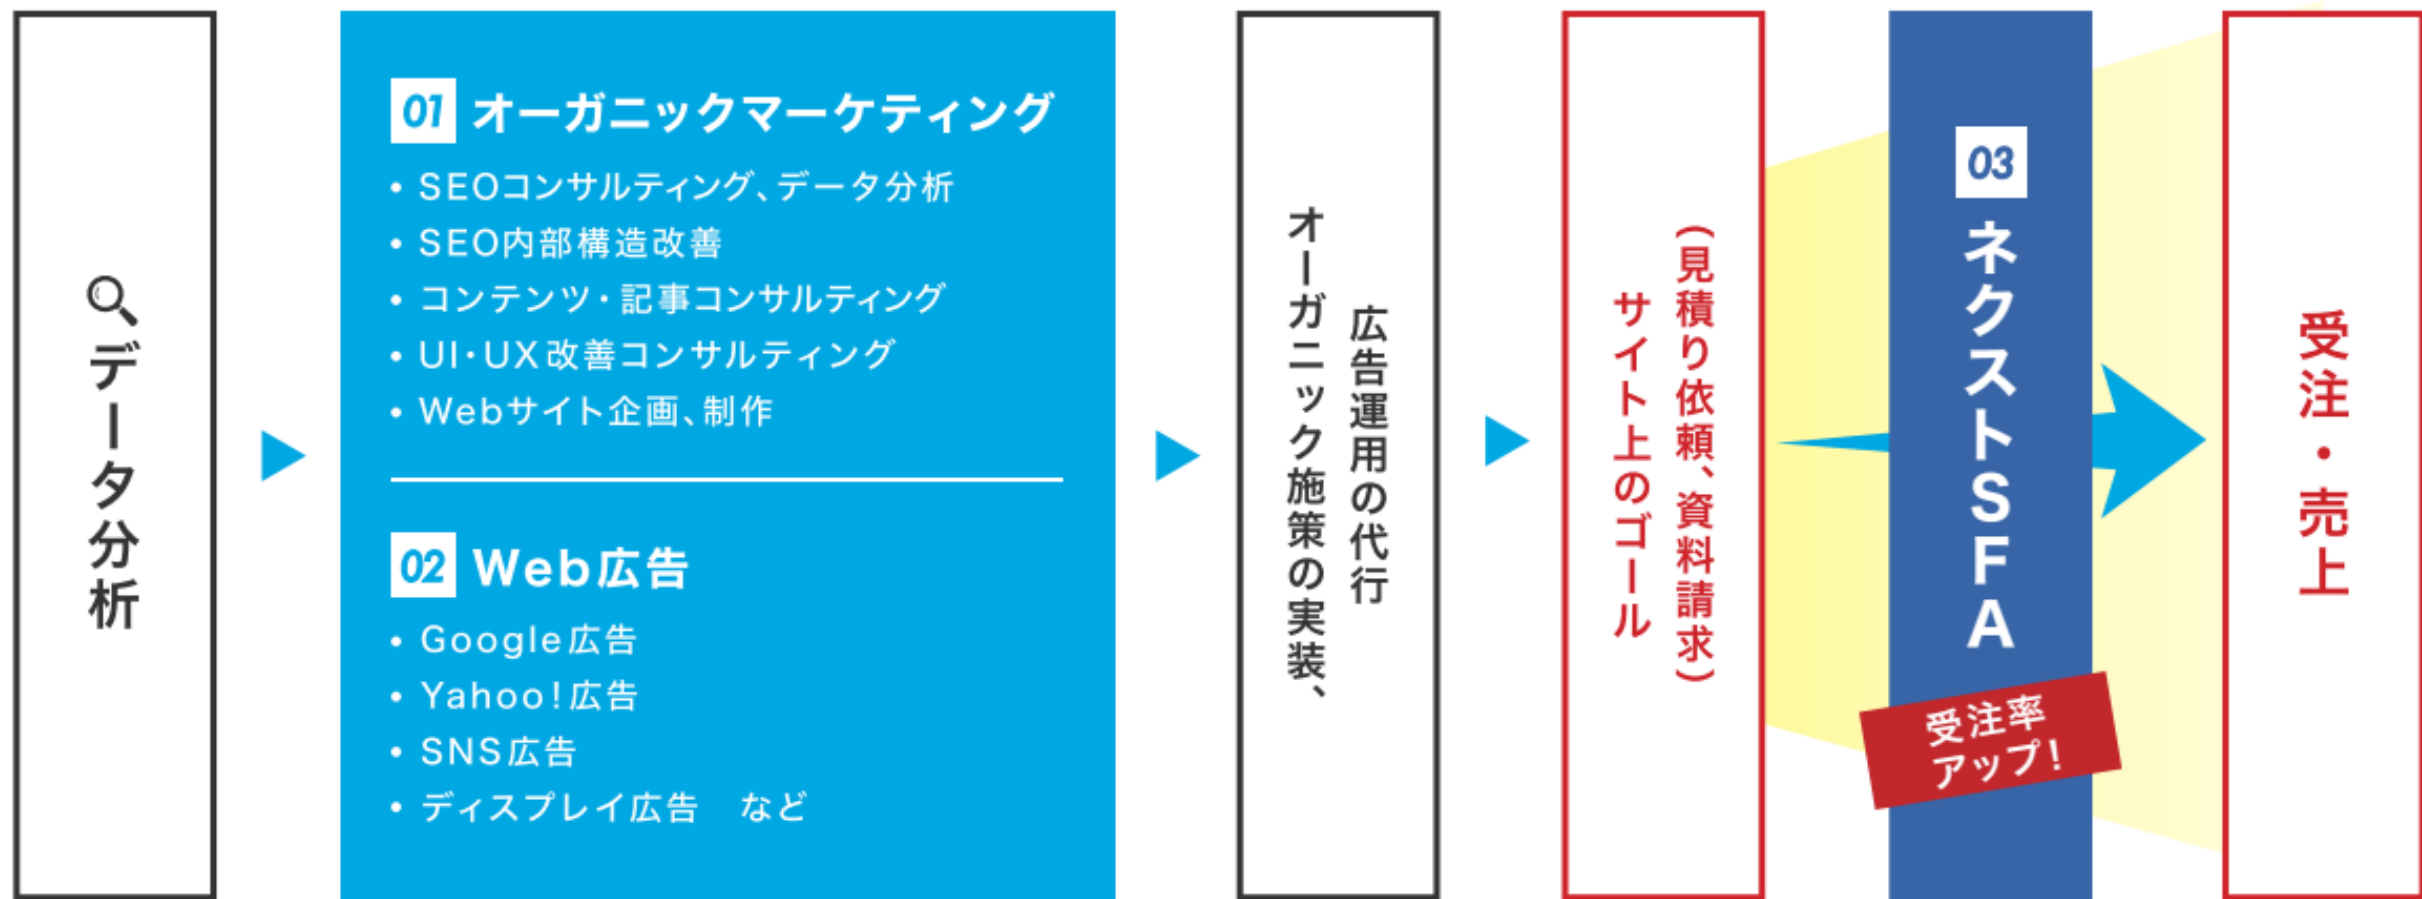 データ分析
01 オーガニックマーケティング
• SEOコンサルティング、データ分析
• SEO内部構造改善
• コンテンツ・記事コンサルティング
• UI・UX改善コンサルティング
• Webサイト企画、制作
02 Web広告
• Google広告
• Yahoo!広告
• SNS広告
• ディスプレイ広告　など
オーガニック施策の実装、
広告運用の代行
サイト上のゴール
(見積り依頼、資料請求)
03 ネクストSFA
受注率
アップ!
受注・売上